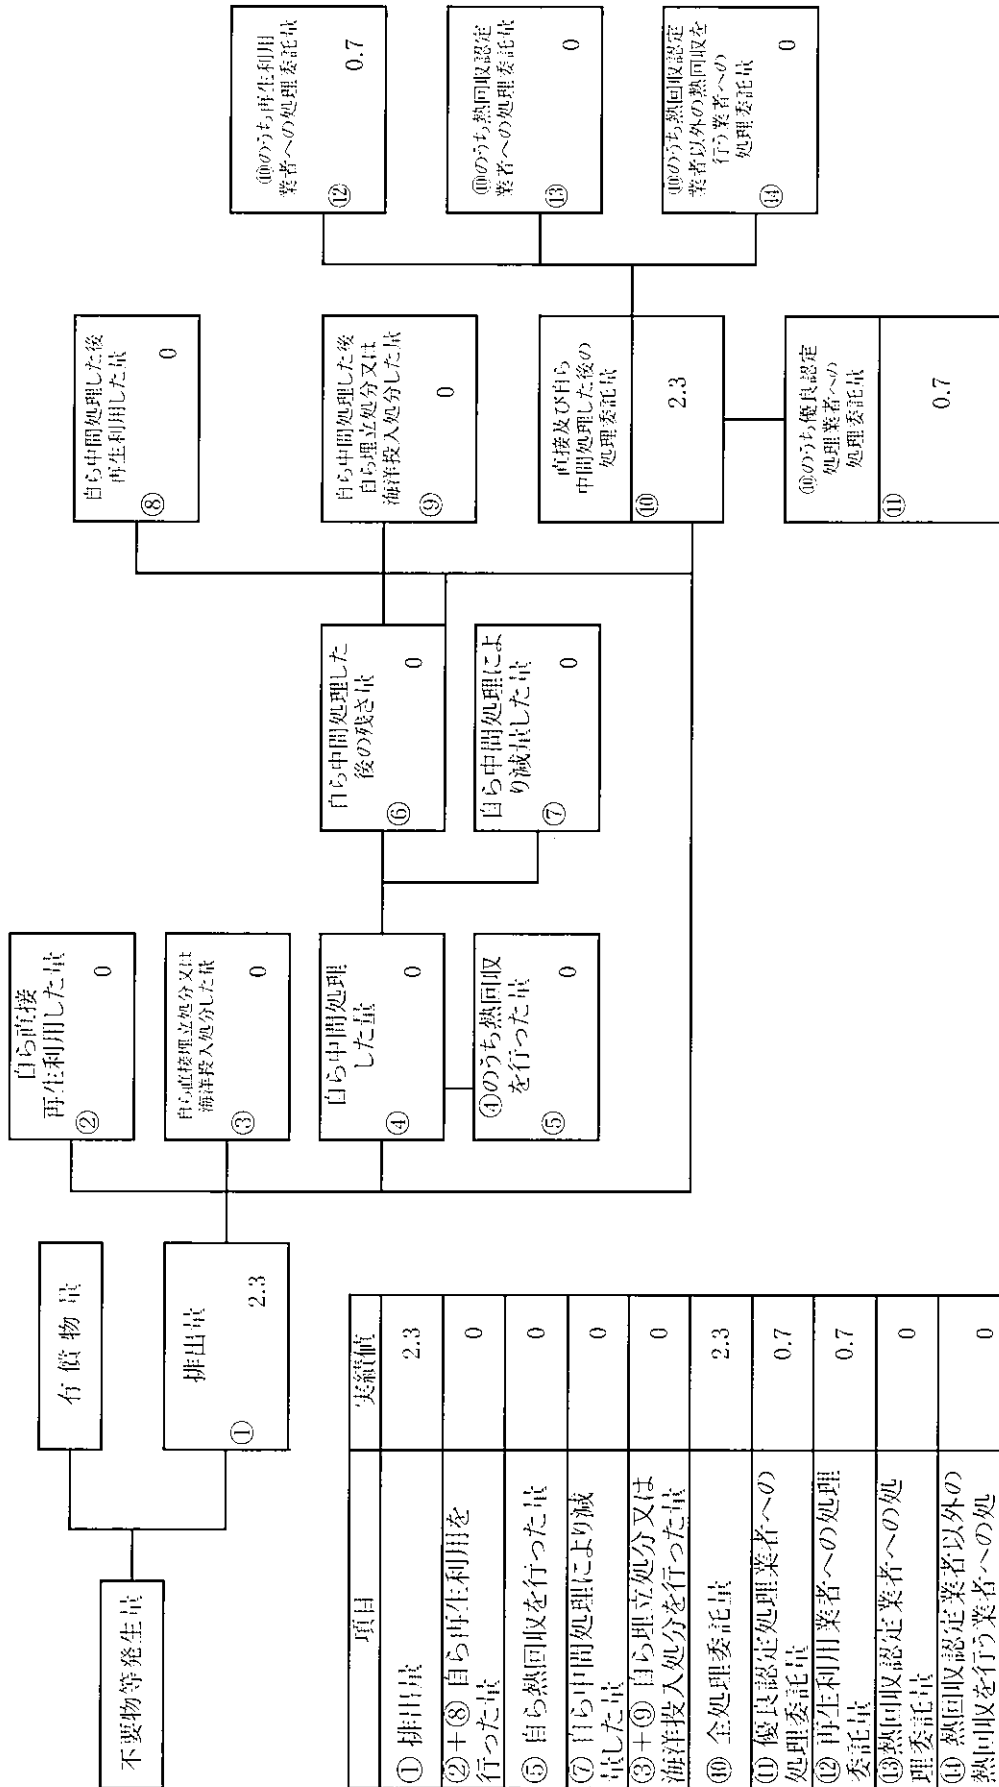 不要物等発生量
有償物量
排出量
① 2.3
自ら直接
再生利用した量
② 0
自ら直接埋立処分又は
海洋投入処分した量
③ 0
自ら中間処理
した量
④ 0
④のうち熱回収
を行った量
⑤ 0
自ら中間処理した
後の残さ量
⑥ 0
自ら中間処理によ
り減量した量
⑦ 0
自ら中間処理した後
再生利用した量
⑧ 0
自ら中間処理した後
自ら埋立処分又は
海洋投入処分した量
⑨ 0
直接及び自ら
中間処理した後の
処理委託量
⑩ 2.3
⑩のうち優良認定
処理業者への
処理委託量
⑪ 0.7
⑩のうち再生利用
業者への処理委託量
⑫ 0.7
⑩のうち熱回収認定
業者への処理委託量
⑬ 0
⑩のうち熱回収認定
業者以外の熱回収を
行う業者への
処理委託量
⑭ 0
項目 実績値
① 排出量 2.3
②+⑧ 自ら再生利用を
行った量 0
⑤ 自ら熱回収を行った量 0
⑦ 自ら中間処理により減
量した量 0
③+⑨ 自ら埋立処分又は
海洋投入処分を行った量 0
⑩ 全処理委託量 2.3
⑪ 優良認定処理業者への
処理委託量 0.7
⑫ 再生利用業者への処理
委託量 0.7
⑬熱回収認定業者への処
理委託量 0
⑭ 熱回収認定業者以外の
熱回収を行う業者への処 0